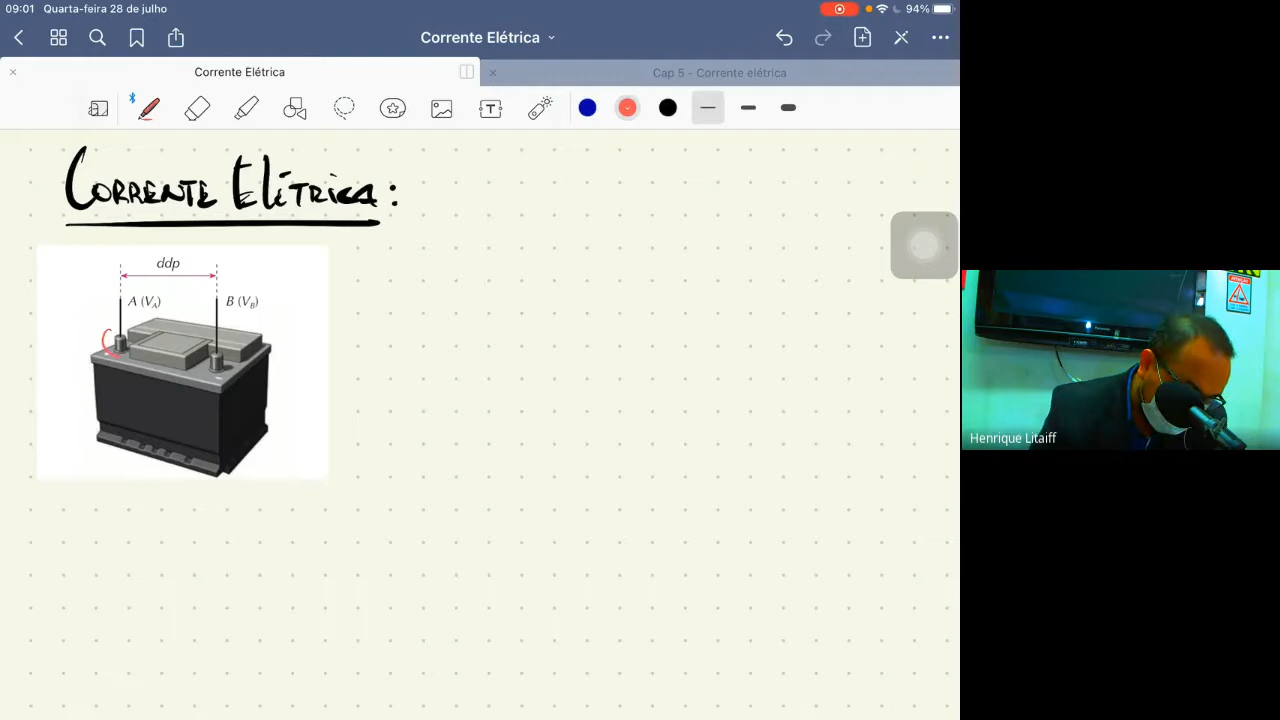 09:01 Quarta-feira 28 de julho
94%
Corrente Elétrica
Corrente Elétrica
Cap 5 - Corrente elétrica
T
CORRENTE ELÉTRICA:
ddp
A (VA)
B (VB)
Henrique Litaiff